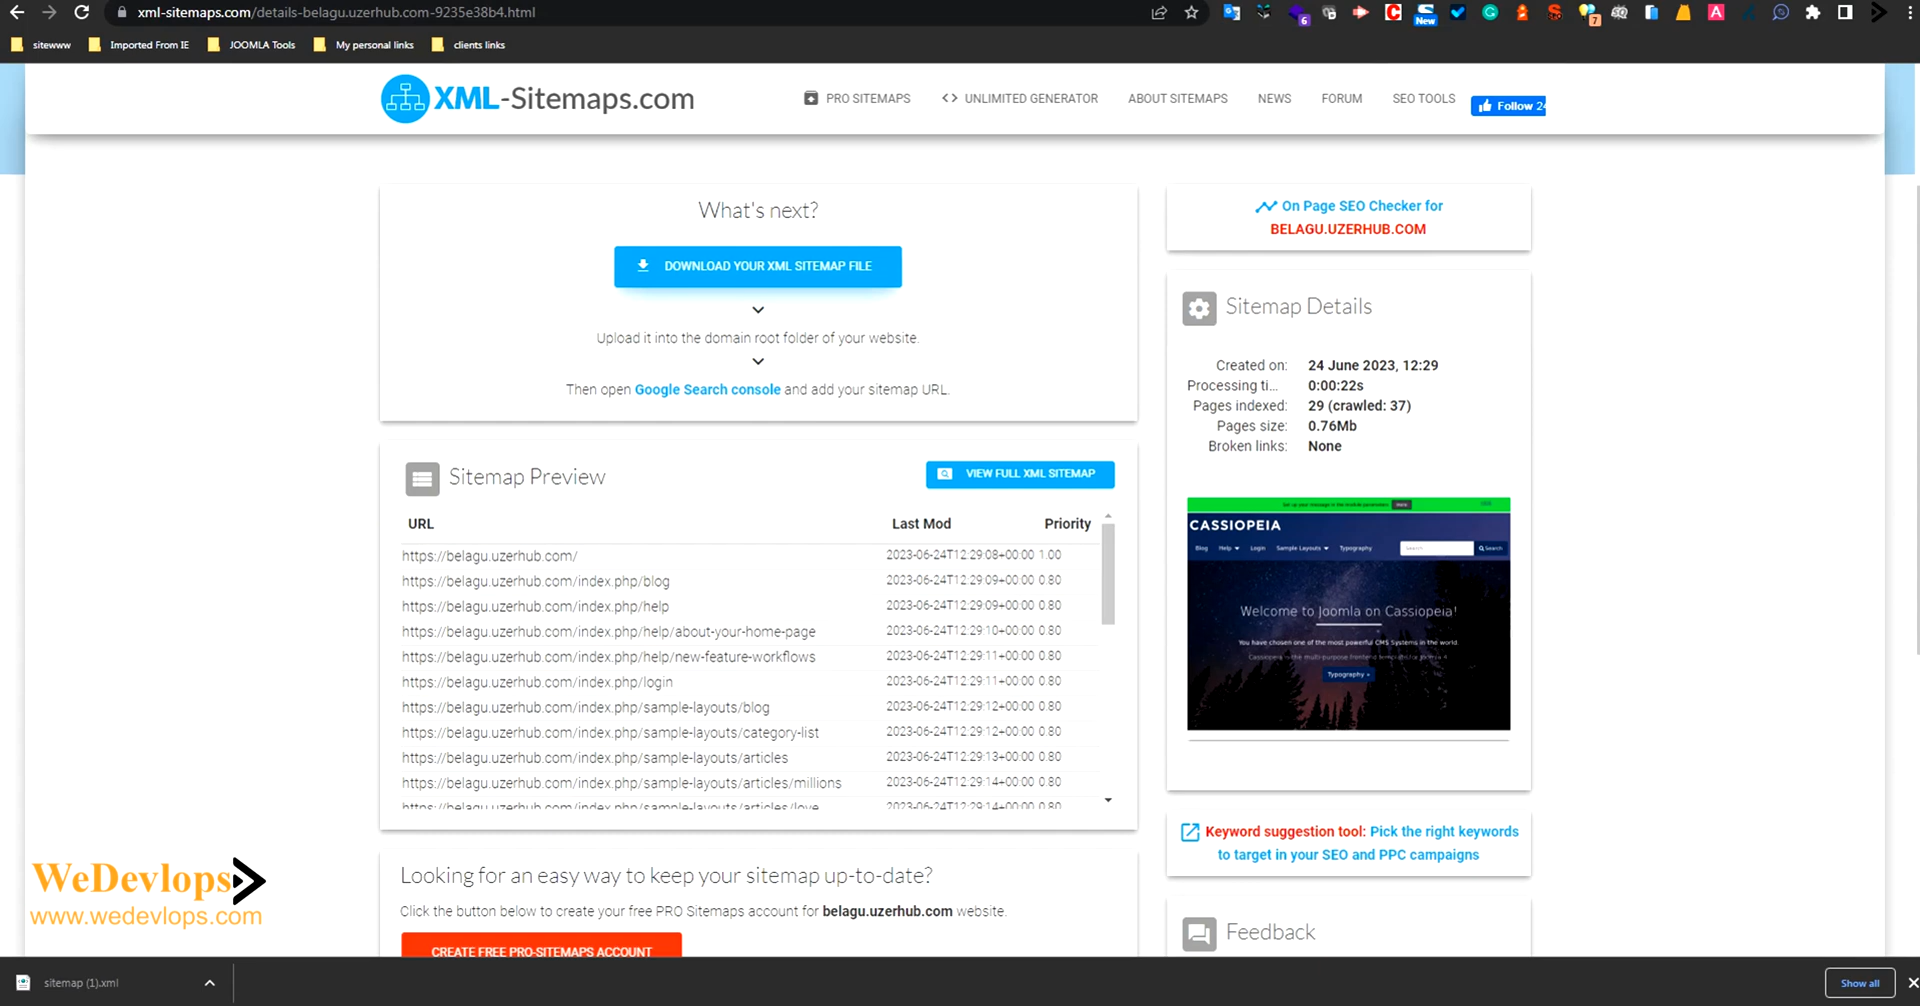 xml-sitemaps.com/details-belagu.uzerhub.com-9235e38b4.html
6
New
7
sitewww
Imported From IE
JOOMLA Tools
My personal links
clients links
XML-Sitemaps.com
PRO SITEMAPS
UNLIMITED GENERATOR
ABOUT SITEMAPS
NEWS
FORUM
SEO TOOLS
Follow 24
What's next?
DOWNLOAD YOUR XML SITEMAP FILE
Upload it into the domain root folder of your website.
Then open Google Search console and add your sitemap URL.
On Page SEO Checker for
BELAGU.UZERHUB.COM
Sitemap Details
Created on: 24 June 2023, 12:29
Processing ti... 0:00:22s
Pages indexed: 29 (crawled: 37)
Pages size: 0.76Mb
Broken links: None
Sitemap Preview
VIEW FULL XML SITEMAP
URL Last Mod Priority
https://belagu.uzerhub.com/ 2023-06-24T12:29:08+00:00 1.00
https://belagu.uzerhub.com/index.php/blog 2023-06-24T12:29:09+00:00 0.80
https://belagu.uzerhub.com/index.php/help 2023-06-24T12:29:09+00:00 0.80
https://belagu.uzerhub.com/index.php/help/about-your-home-page 2023-06-24T12:29:10+00:00 0.80
https://belagu.uzerhub.com/index.php/help/new-feature-workflows 2023-06-24T12:29:11+00:00 0.80
https://belagu.uzerhub.com/index.php/login 2023-06-24T12:29:11+00:00 0.80
https://belagu.uzerhub.com/index.php/sample-layouts/blog 2023-06-24T12:29:12+00:00 0.80
https://belagu.uzerhub.com/index.php/sample-layouts/category-list 2023-06-24T12:29:12+00:00 0.80
https://belagu.uzerhub.com/index.php/sample-layouts/articles 2023-06-24T12:29:13+00:00 0.80
https://belagu.uzerhub.com/index.php/sample-layouts/articles/millions 2023-06-24T12:29:14+00:00 0.80
https://belagu.uzerhub.com/index.php/sample-layouts/articles/love 2023-06-24T12:29:14+00:00 0.80
CASSIOPEIA
Blog Help Login Sample Layouts Typography Search Search
Welcome to Joomla on Cassiopeia!
You have chosen one of the most powerful CMS Systems in the world.
Typography »
Keyword suggestion tool: Pick the right keywords
to target in your SEO and PPC campaigns
Looking for an easy way to keep your sitemap up-to-date?
Click the button below to create your free PRO Sitemaps account for belagu.uzerhub.com website.
CREATE FREE PRO-SITEMAPS ACCOUNT
Feedback
WeDevlops
www.wedevlops.com
sitemap (1).xml
Show all